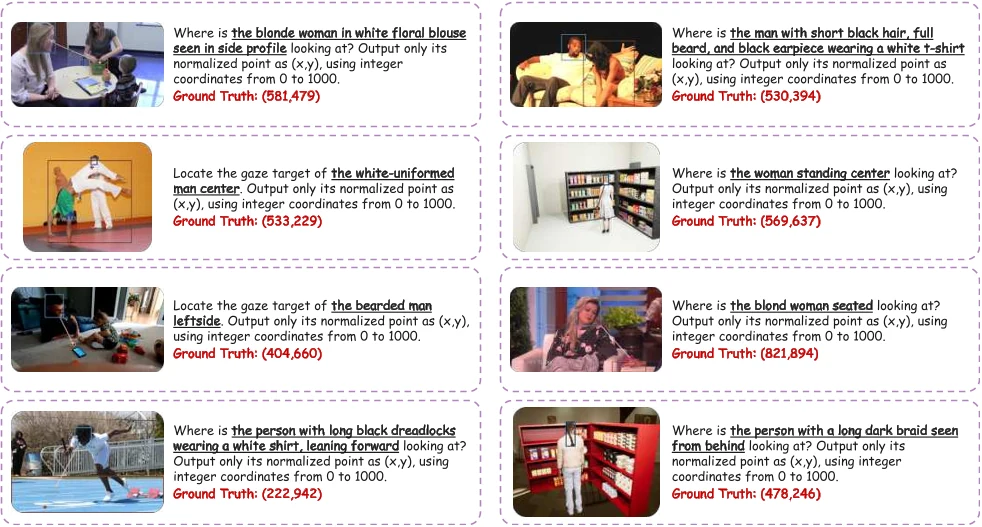 Where is the blonde woman in white floral blouse
seen in side profile looking at? Output only its
normalized point as (x,y), using integer
coordinates from 0 to 1000.
Ground Truth: (581,479)
Where is the man with short black hair, full
beard, and black earpiece wearing a white t-shirt
looking at? Output only its normalized point as
(x,y), using integer coordinates from 0 to 1000.
Ground Truth: (530,394)
Locate the gaze target of the white-uniformed
man center. Output only its normalized point as
(x,y), using integer coordinates from 0 to 1000.
Ground Truth: (533,229)
Where is the woman standing center looking at?
Output only its normalized point as (x,y), using
integer coordinates from 0 to 1000.
Ground Truth: (569,637)
Locate the gaze target of the bearded man
leftside. Output only its normalized point as (x,y),
using integer coordinates from 0 to 1000.
Ground Truth: (404,660)
Where is the blond woman seated looking at?
Output only its normalized point as (x,y), using
integer coordinates from 0 to 1000.
Ground Truth: (821,894)
Where is the person with long black dreadlocks
wearing a white shirt, leaning forward looking at?
Output only its normalized point as (x,y), using
integer coordinates from 0 to 1000.
Ground Truth: (222,942)
Where is the person with a long dark braid seen
from behind looking at? Output only its
normalized point as (x,y), using integer
coordinates from 0 to 1000.
Ground Truth: (478,246)